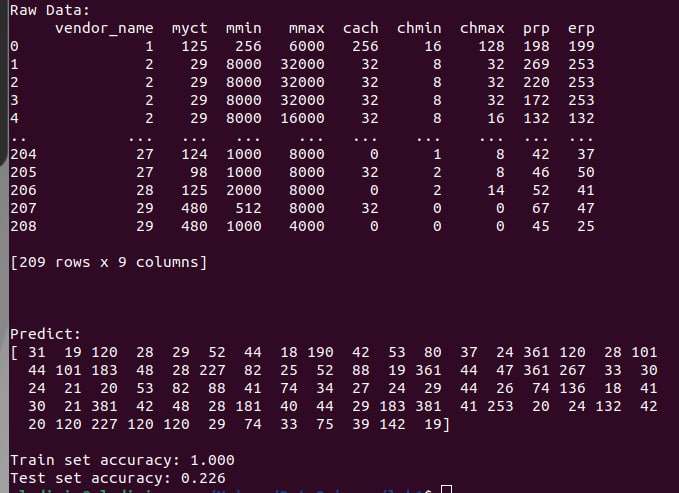 Raw Data:
vendor_name myct mmin mmax cach chmin chmax prp erp
0 1 125 256 6000 256 16 128 198 199
1 2 29 8000 32000 32 8 32 269 253
2 2 29 8000 32000 32 8 32 220 253
3 2 29 8000 32000 32 8 32 172 253
4 2 29 8000 16000 32 8 16 132 132
.. ... ... ... ... ... ... ... ... ...
204 27 124 1000 8000 0 1 8 42 37
205 27 98 1000 8000 32 2 8 46 50
206 28 125 2000 8000 0 2 14 52 41
207 29 480 512 8000 32 0 0 67 47
208 29 480 1000 4000 0 0 0 45 25
[209 rows x 9 columns]
Predict:
[ 31 19 120 28 29 52 44 18 190 42 53 80 37 24 361 120 28 101
44 101 183 48 28 227 82 25 52 88 19 361 44 47 361 267 33 30
24 21 20 53 82 88 41 74 34 27 24 29 44 26 74 136 18 41
30 21 381 42 48 28 181 40 44 29 183 381 41 253 20 24 132 42
20 120 227 120 120 29 74 33 75 39 142 19]
Train set accuracy: 1.000
Test set accuracy: 0.226